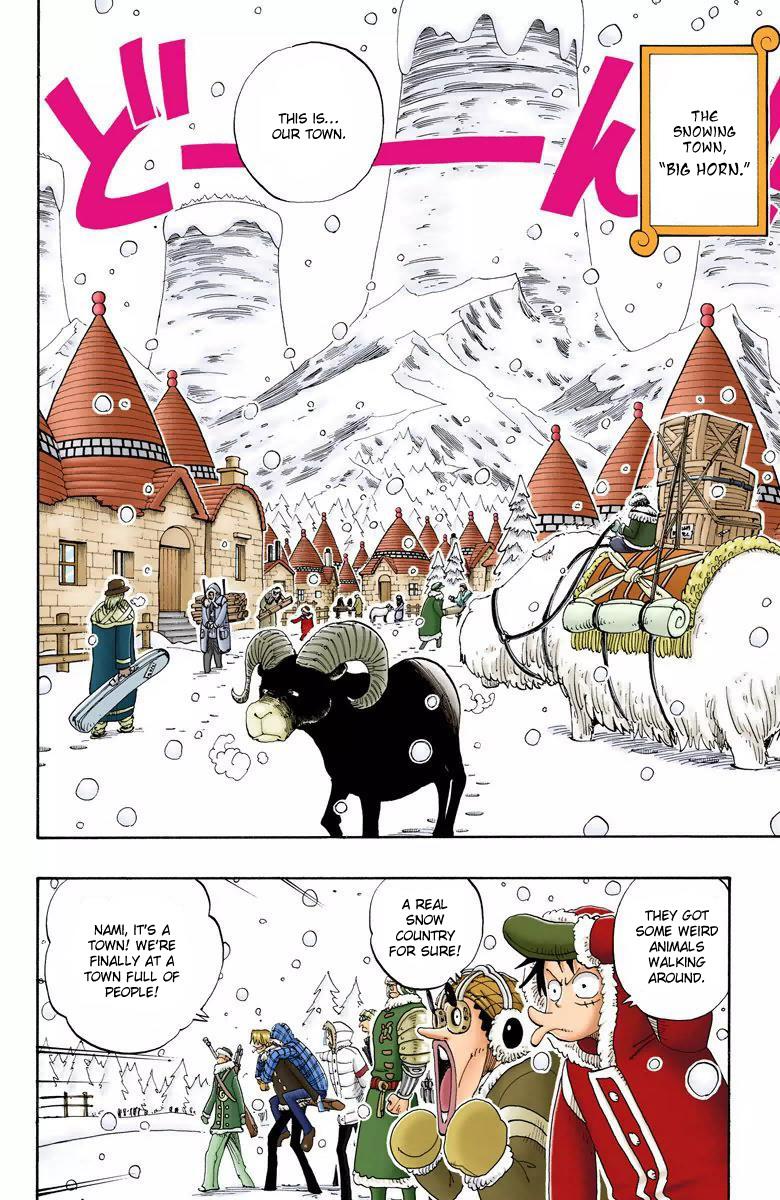 THE
SNOWING
TOWN,
"BIG HORN."
THIS IS...
OUR TOWN.
どーーん
THEY GOT
SOME WEIRD
ANIMALS
WALKING
AROUND.
A REAL
SNOW
COUNTRY
FOR SURE!
NAMI, IT'S A
TOWN! WE'RE
FINALLY AT A
TOWN FULL OF
PEOPLE!